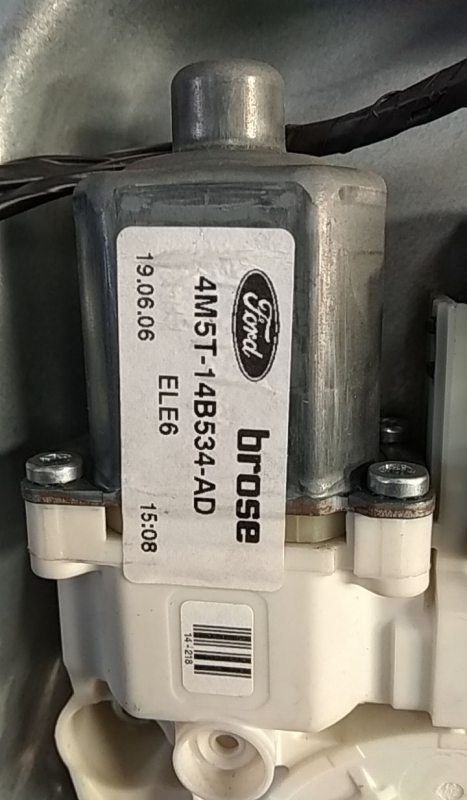 Ford brose
4M5T-14B534-AD
ELE6
19.06.06 15:08
14-218